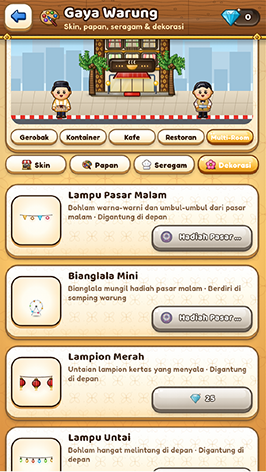 Gaya Warung
Skin, papan, seragam & dekorasi
0
Gerobak Kontainer Kafe Restoran Multi-Room
Skin Papan Seragam Dekorasi
Lampu Pasar Malam
Bohlam warna-warni dan umbul-umbul dari pasar
malam · Digantung di depan
Hadiah Pasar ...
Bianglala Mini
Bianglala mungil hadiah pasar malam · Berdiri di
samping warung
Hadiah Pasar ...
Lampion Merah
Untaian lampion kertas yang menyala · Digantung
di depan
25
Lampu Untai
Bohlam hangat melintang di depan · Digantung
di depan